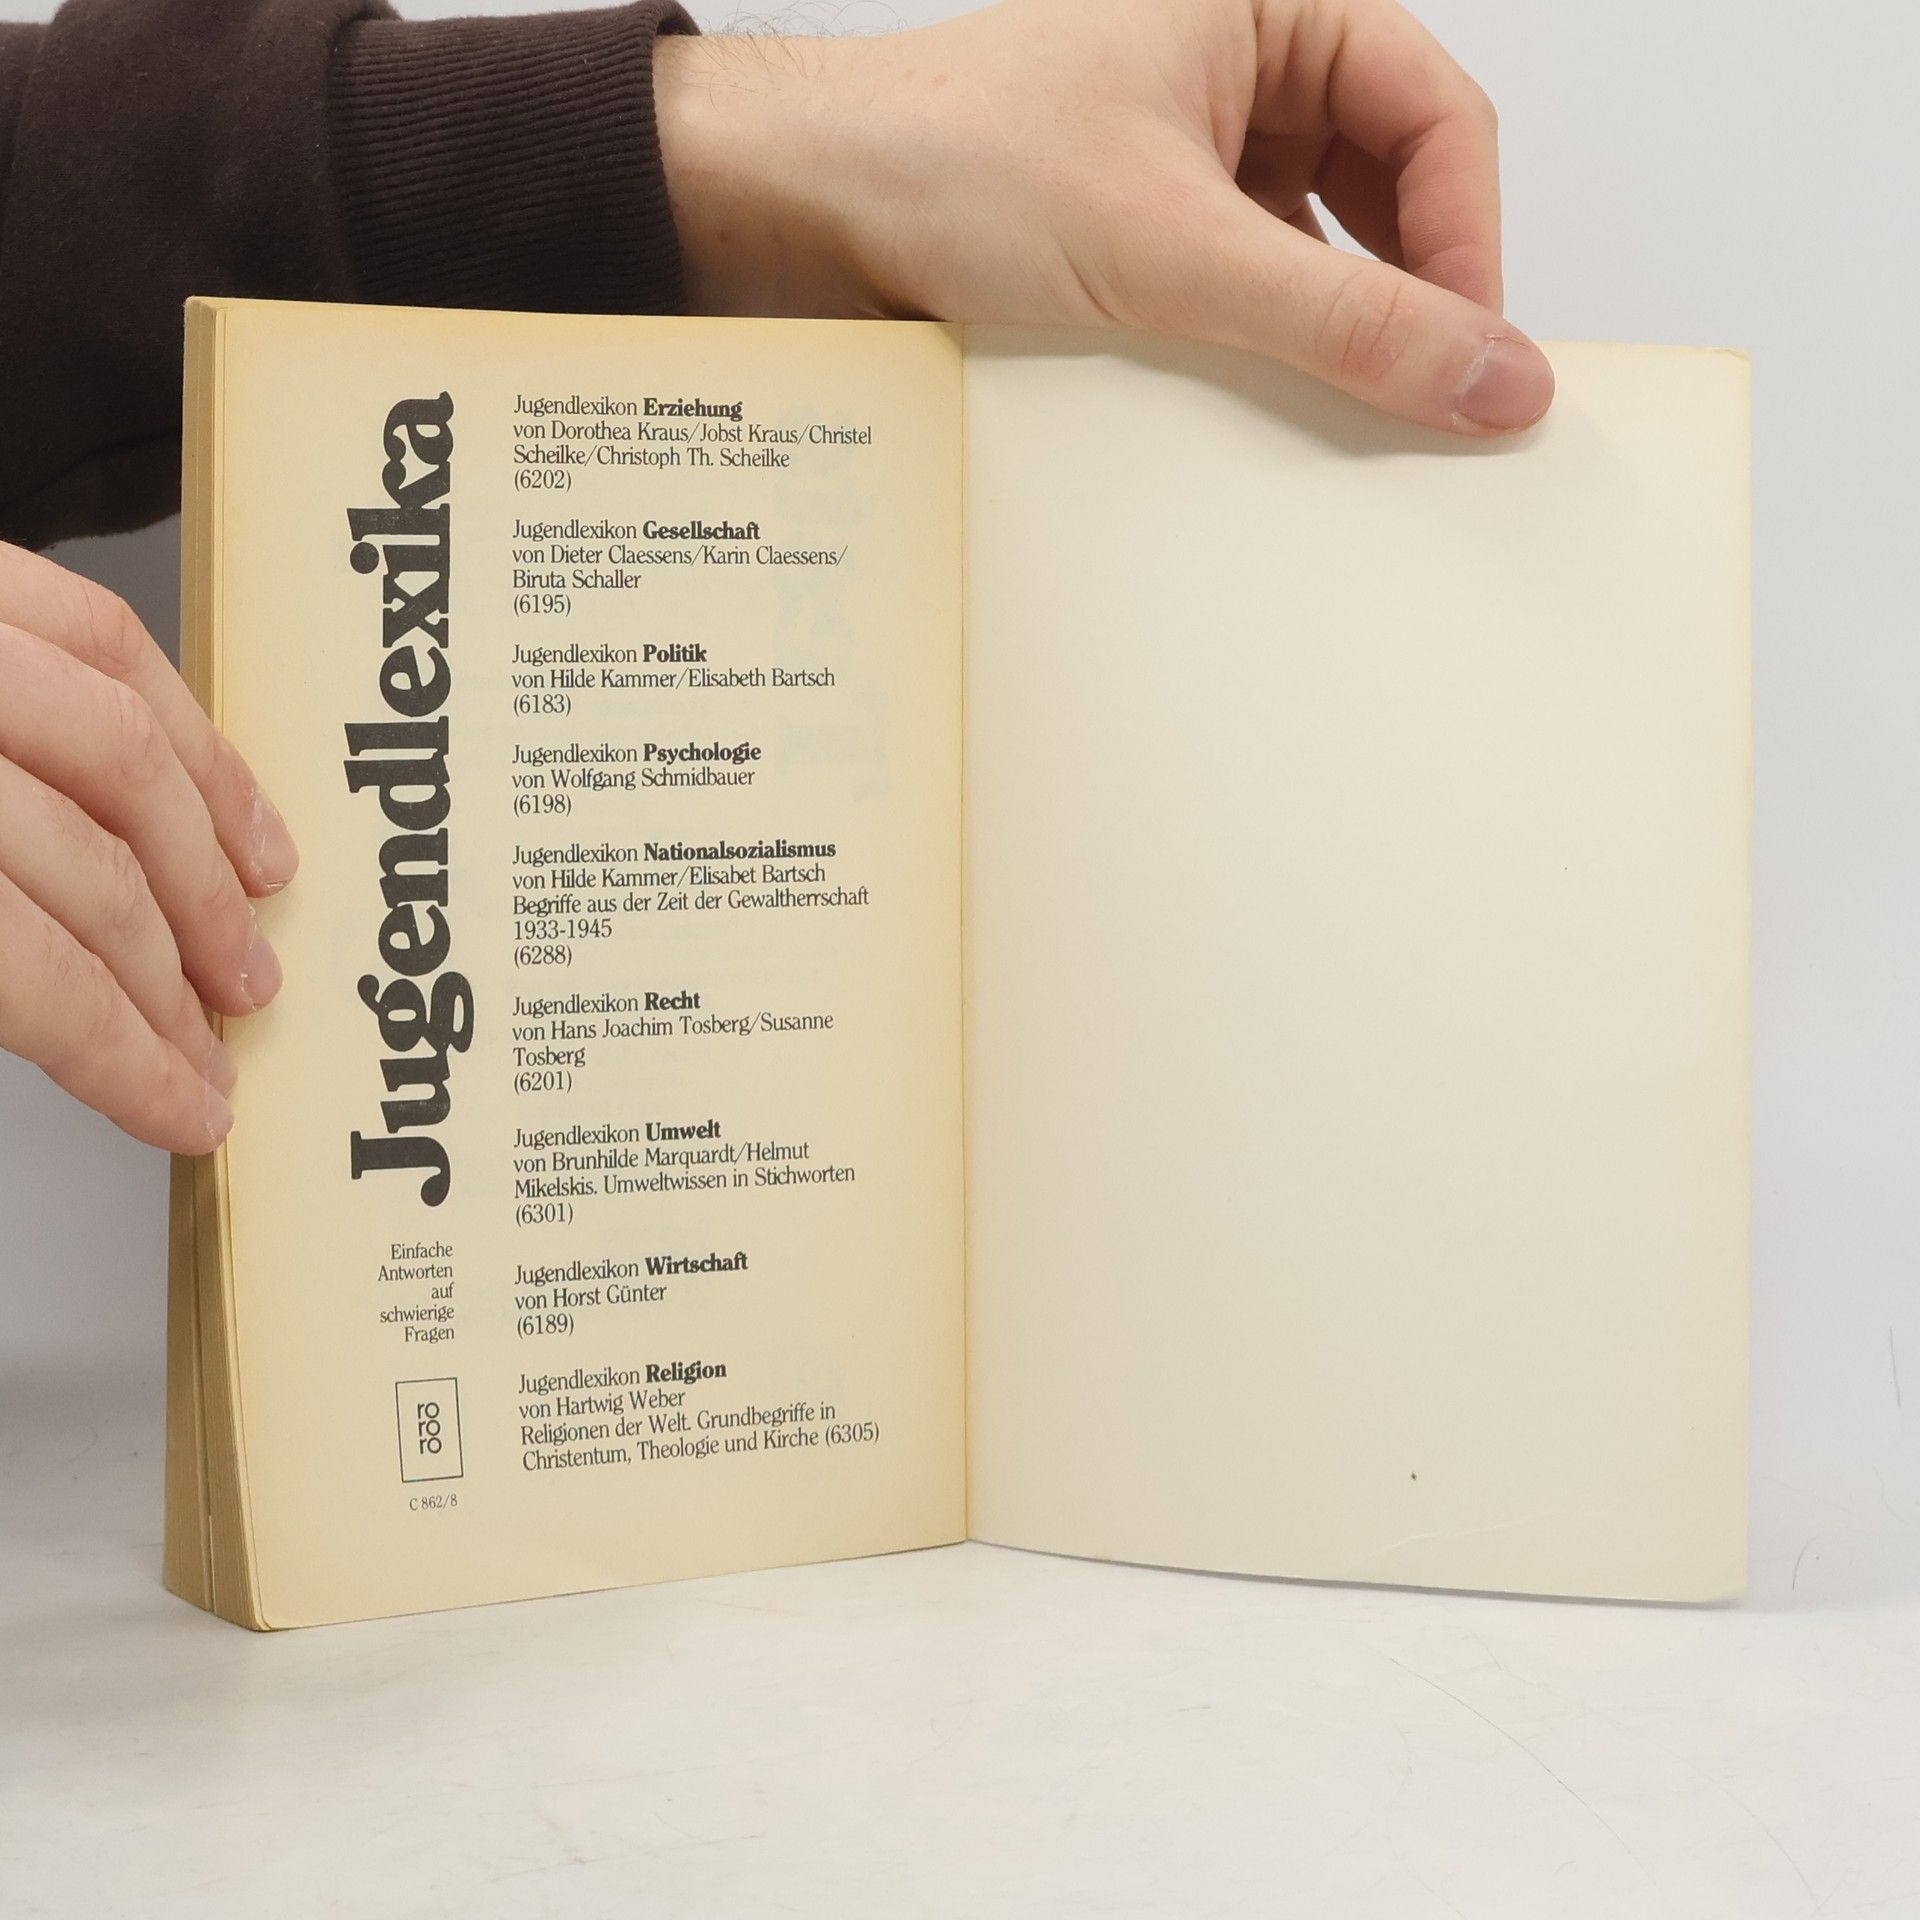 Jugendlexika
Einfache
Antworten
auf
schwierige
Fragen
ro
ro
ro
C 862/8
Jugendlexikon Erziehung
von Dorothea Kraus/Jobst Kraus/Christel
Scheilke/Christoph Th. Scheilke
(6202)
Jugendlexikon Gesellschaft
von Dieter Claessens/Karin Claessens/
Biruta Schaller
(6195)
Jugendlexikon Politik
von Hilde Kammer/Elisabeth Bartsch
(6183)
Jugendlexikon Psychologie
von Wolfgang Schmidbauer
(6198)
Jugendlexikon Nationalsozialismus
von Hilde Kammer/Elisabet Bartsch
Begriffe aus der Zeit der Gewaltherrschaft
1933-1945
(6288)
Jugendlexikon Recht
von Hans Joachim Tosberg/Susanne
Tosberg
(6201)
Jugendlexikon Umwelt
von Brunhilde Marquardt/Helmut
Mikelskis. Umweltwissen in Stichworten
(6301)
Jugendlexikon Wirtschaft
von Horst Günter
(6189)
Jugendlexikon Religion
von Hartwig Weber
Religionen der Welt. Grundbegriffe in
Christentum, Theologie und Kirche (6305)